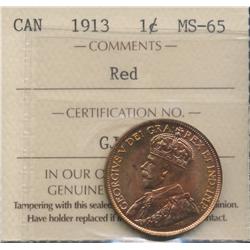 CAN 1913 1¢ MS-65
— COMMENTS —
Red
— CERTIFICATION NO. —
IN OUR
GENUINE
Tampering with this seale
Have holder replaced if ntact.
GEORGIVS V DEI GRA: REX ET IND: IMP: